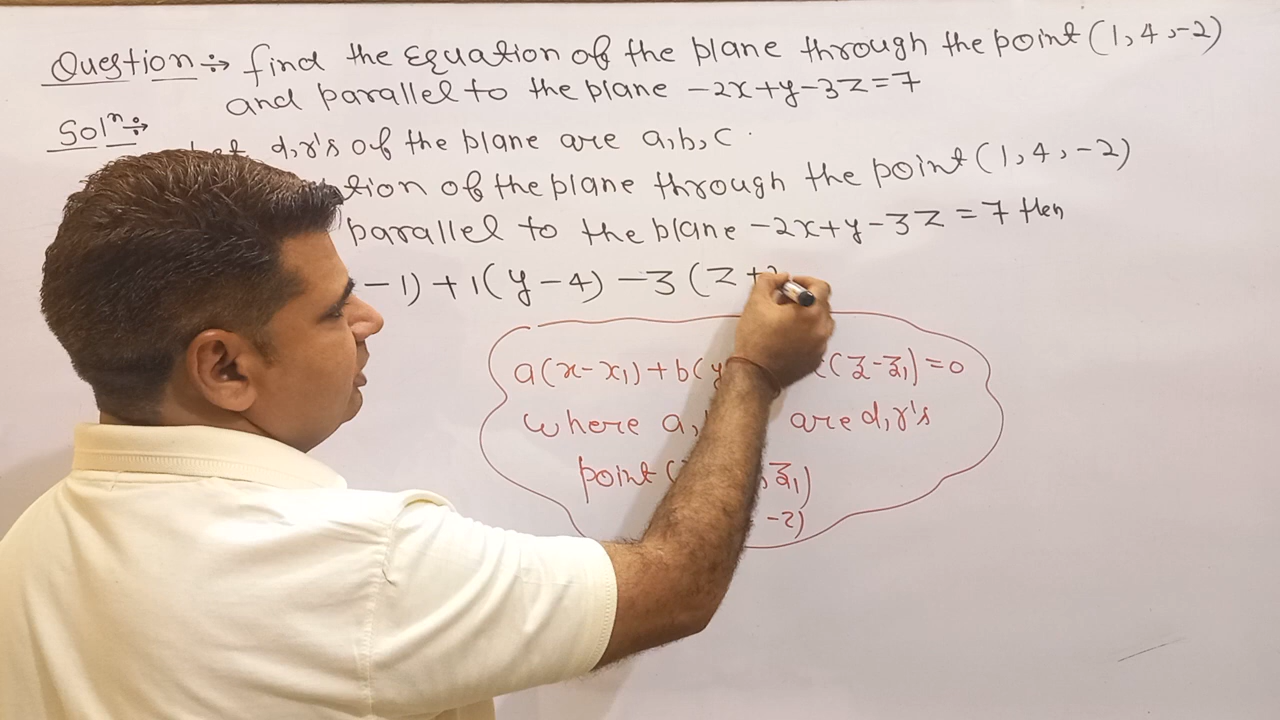 Question :→ find the Equation of the plane through the point (1, 4, -2)
and parallel to the plane -2x+y-3z=7
Solⁿ :→
d,r's of the plane are a, b, c.
of the plane through the point (1, 4, -2)
parallel to the plane -2x+y-3z=7 then
-1) + 1(y-4) -3(z+
a(x-x₁)+b(y (z-z₁)=0
where a, are d,r's
point ( , z₁)
-2)